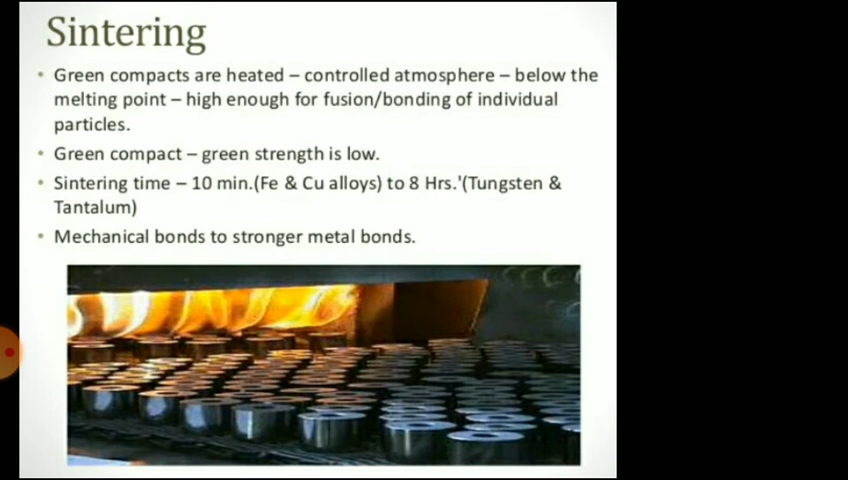 Sintering
• Green compacts are heated – controlled atmosphere – below the
melting point – high enough for fusion/bonding of individual
particles.
• Green compact – green strength is low.
• Sintering time – 10 min.(Fe & Cu alloys) to 8 Hrs.'(Tungsten &
Tantalum)
• Mechanical bonds to stronger metal bonds.